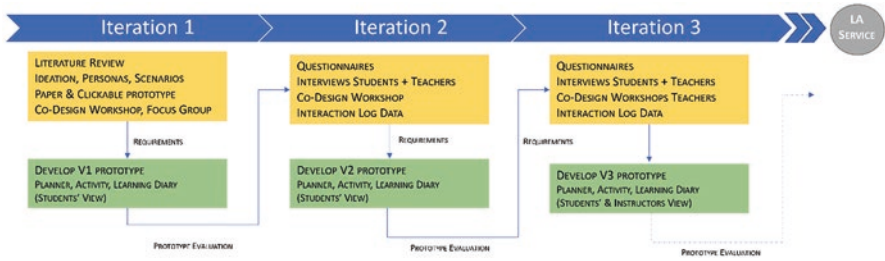 Iteration 1
Iteration 2
Iteration 3
LA
SERVICE
LITERATURE REVIEW
IDEATION, PERSONAS, SCENARIOS
PAPER & CLICKABLE PROTOTYPE
CO-DESIGN WORKSHOP, FOCUS GROUP
QUESTIONNAIRES
INTERVIEWS STUDENTS + TEACHERS
CO-DESIGN WORKSHOP
INTERACTION LOG DATA
QUESTIONNAIRES
INTERVIEWS STUDENTS + TEACHERS
CO-DESIGN WORKSHOPS TEACHERS
INTERACTION LOG DATA
REQUIREMENTS
REQUIREMENTS
REQUIREMENTS
DEVELOP V1 PROTOTYPE
PLANNER, ACTIVITY, LEARNING DIARY
(STUDENTS' VIEW)
DEVELOP V2 PROTOTYPE
PLANNER, ACTIVITY, LEARNING DIARY
(STUDENTS' VIEW)
DEVELOP V3 PROTOTYPE
PLANNER, ACTIVITY, LEARNING DIARY
(STUDENTS' & INSTRUCTORS VIEW)
PROTOTYPE EVALUATION
PROTOTYPE EVALUATION
PROTOTYPE EVALUATION